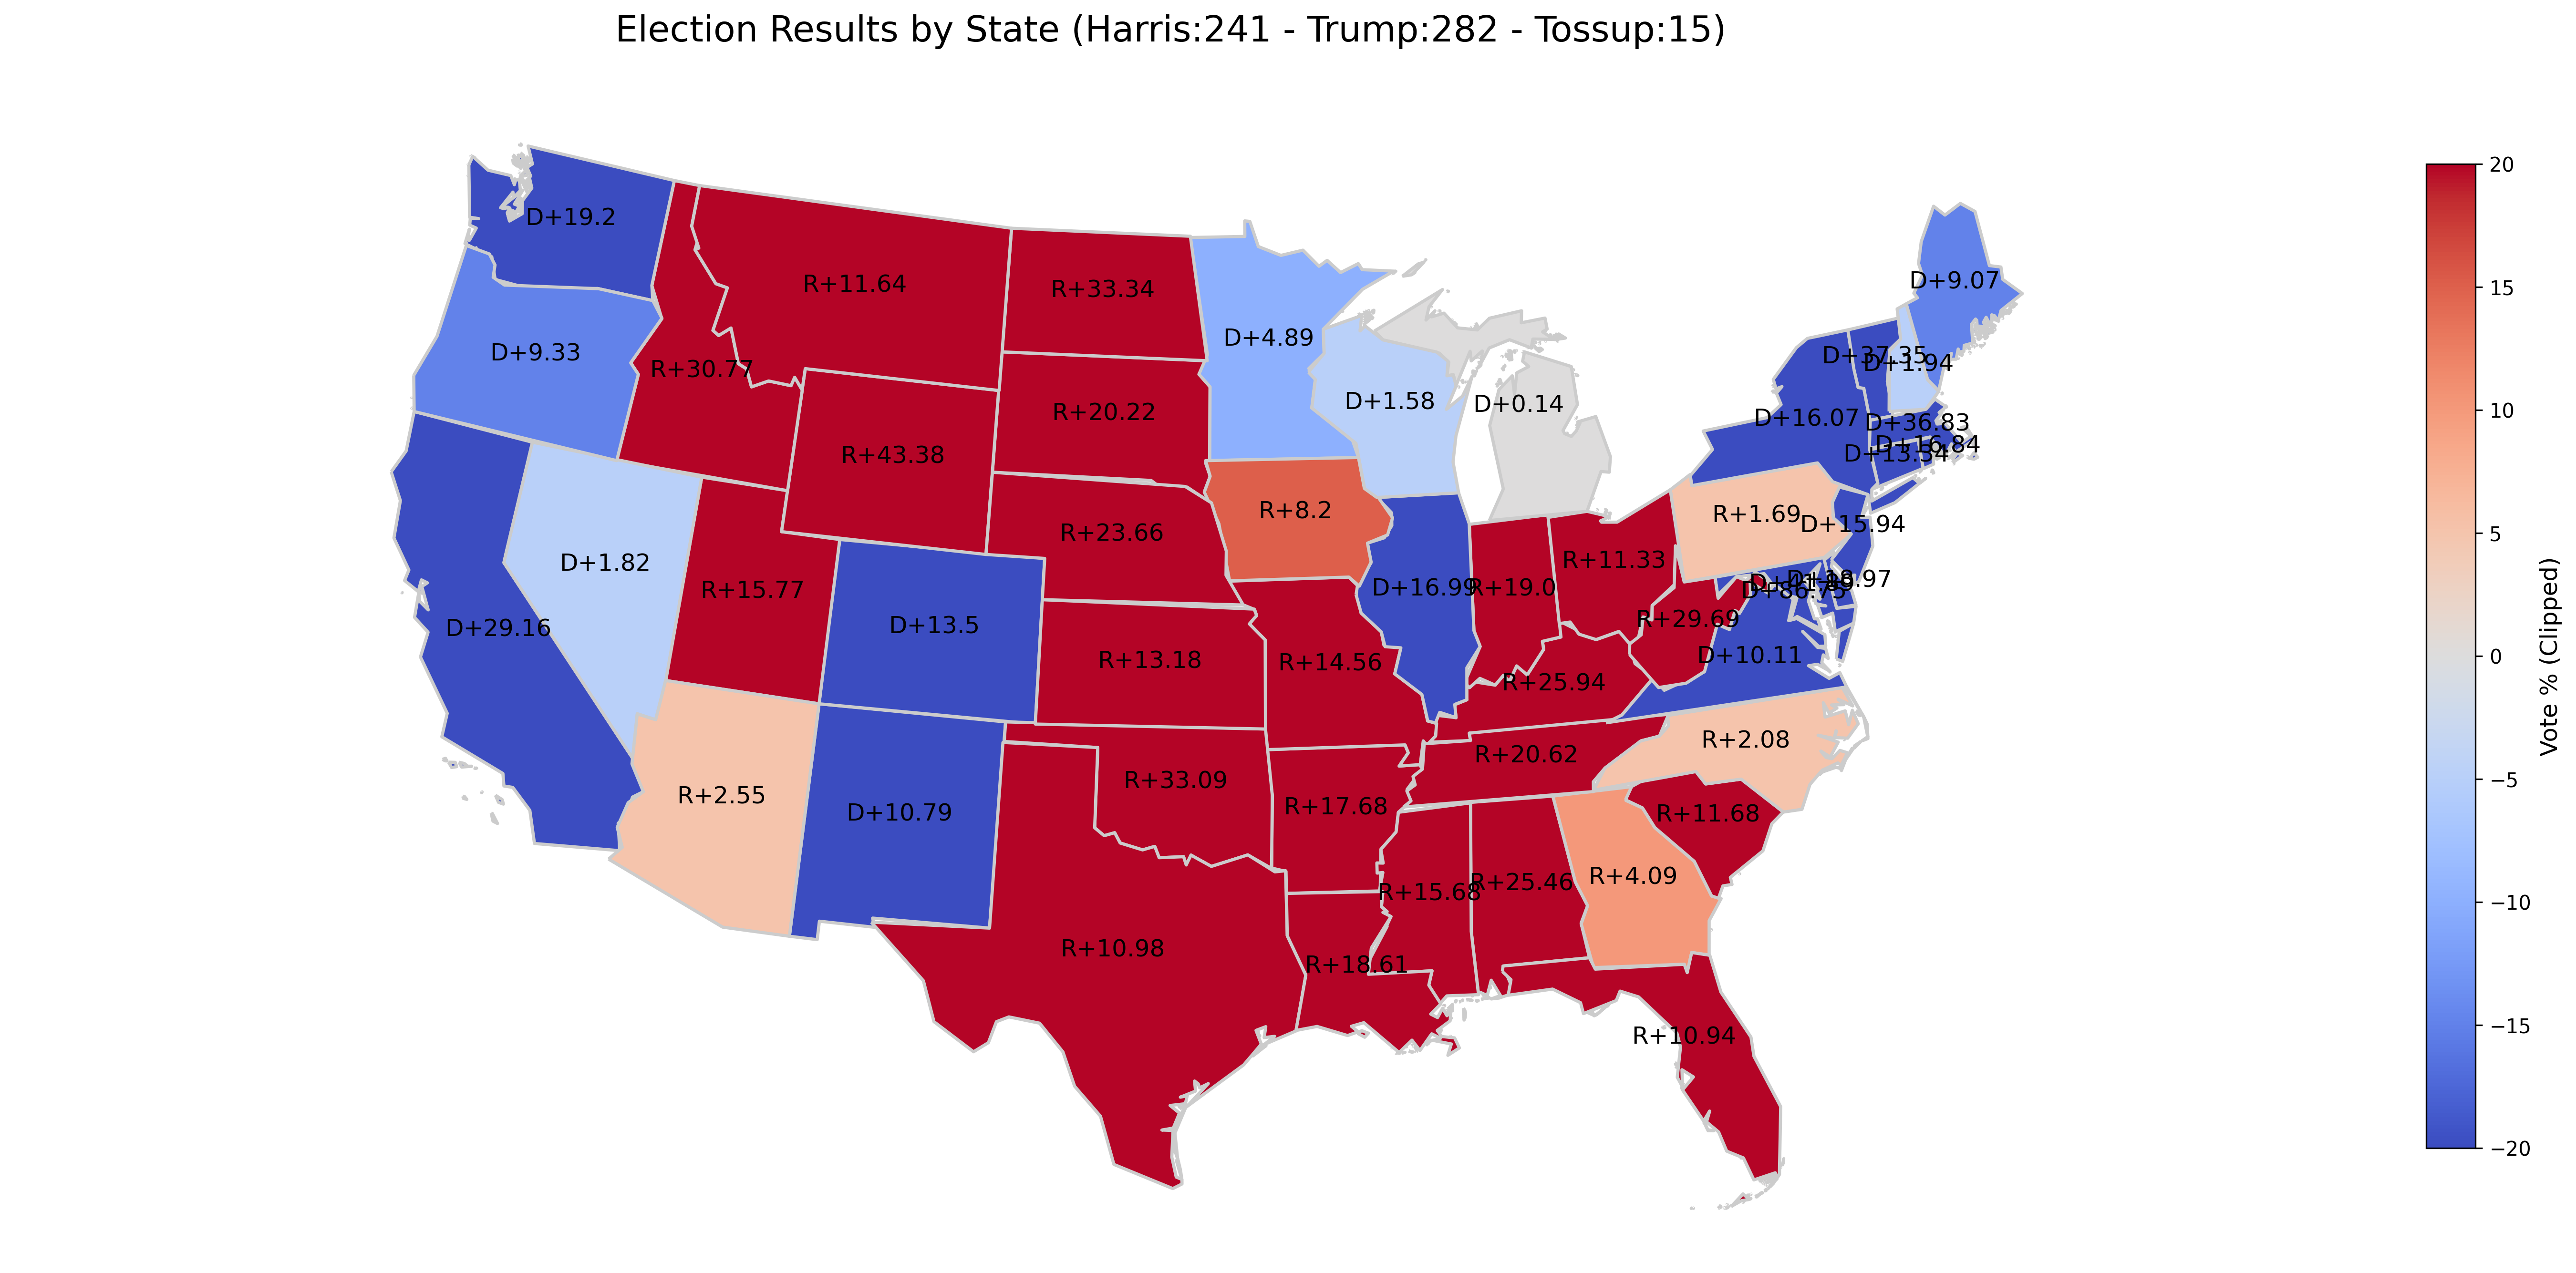 Election Results by State (Harris:241 - Trump:282 - Tossup:15)
D+19.2
R+11.64
R+33.34
D+4.89
D+9.07
D+9.33
R+30.77
R+20.22
D+1.58
D+0.14
D+37.35
D+1.94
D+16.07
D+36.83
D+16.84
D+13.54
R+43.38
R+8.2
R+1.69
D+15.94
R+23.66
D+1.82
R+15.77
D+16.99
R+19.0
R+11.33
D+86.75
D+29.16
D+13.5
R+13.18
R+14.56
R+25.94
R+29.69
D+10.11
R+2.55
D+10.79
R+33.09
R+17.68
R+20.62
R+2.08
R+11.68
R+15.68
R+25.46
R+4.09
R+10.98
R+18.61
R+10.94
20
15
10
5
0
−5
−10
−15
−20
Vote % (Clipped)